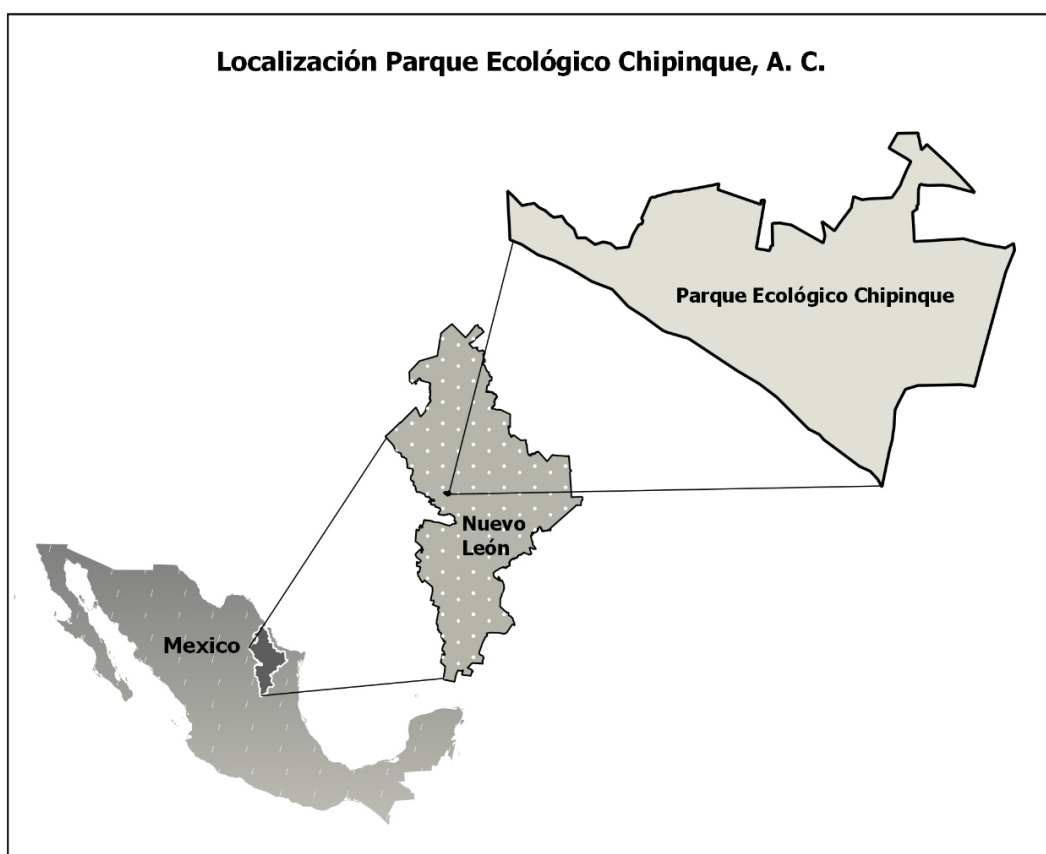 Localización Parque Ecológico Chipinque, A. C.
Parque Ecológico Chipinque
Nuevo
León
Mexico